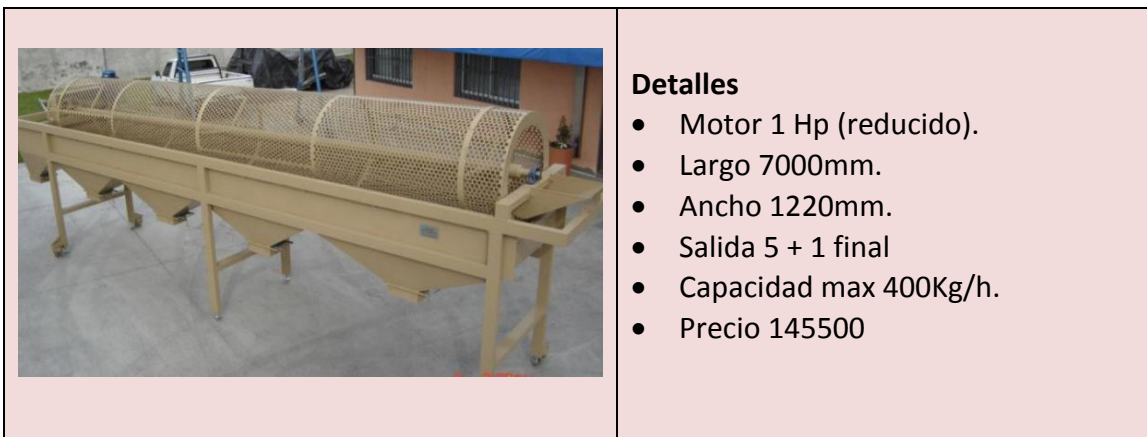 Detalles
• Motor 1 Hp (reducido).
• Largo 7000mm.
• Ancho 1220mm.
• Salida 5 + 1 final
• Capacidad max 400Kg/h.
• Precio 145500